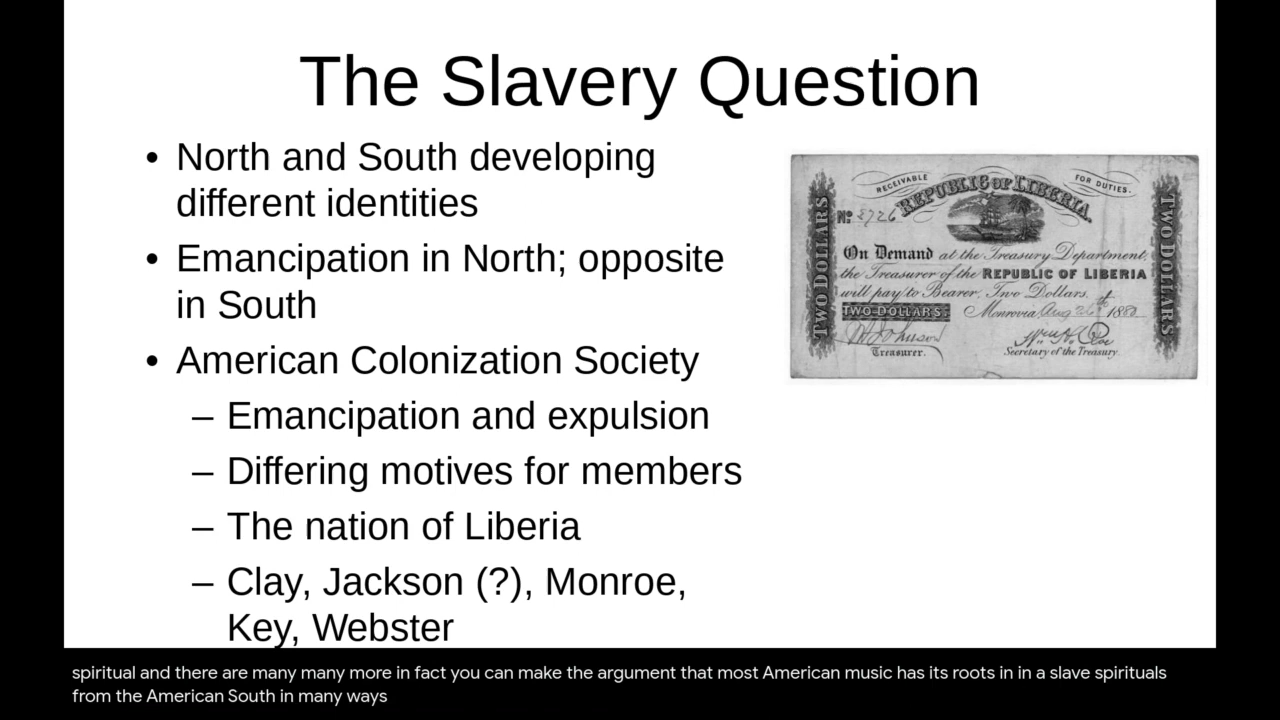 The Slavery Question
• North and South developing
different identities
• Emancipation in North; opposite
in South
• American Colonization Society
– Emancipation and expulsion
– Differing motives for members
– The nation of Liberia
– Clay, Jackson (?), Monroe,
Key, Webster
RECEIVABLE FOR DUTIES.
REPUBLIC OF LIBERIA.
No
TWO DOLLARS
TWO DOLLARS
On Demand at the Treasury Department,
the Treasurer of the REPUBLIC OF LIBERIA
will pay to Bearer, Two Dollars.
TWO DOLLARS Monrovia, Aug 1880
Treasurer. Secretary of the Treasury.
spiritual and there are many many more in fact you can make the argument that most American music has its roots in in a slave spirituals
from the American South in many ways